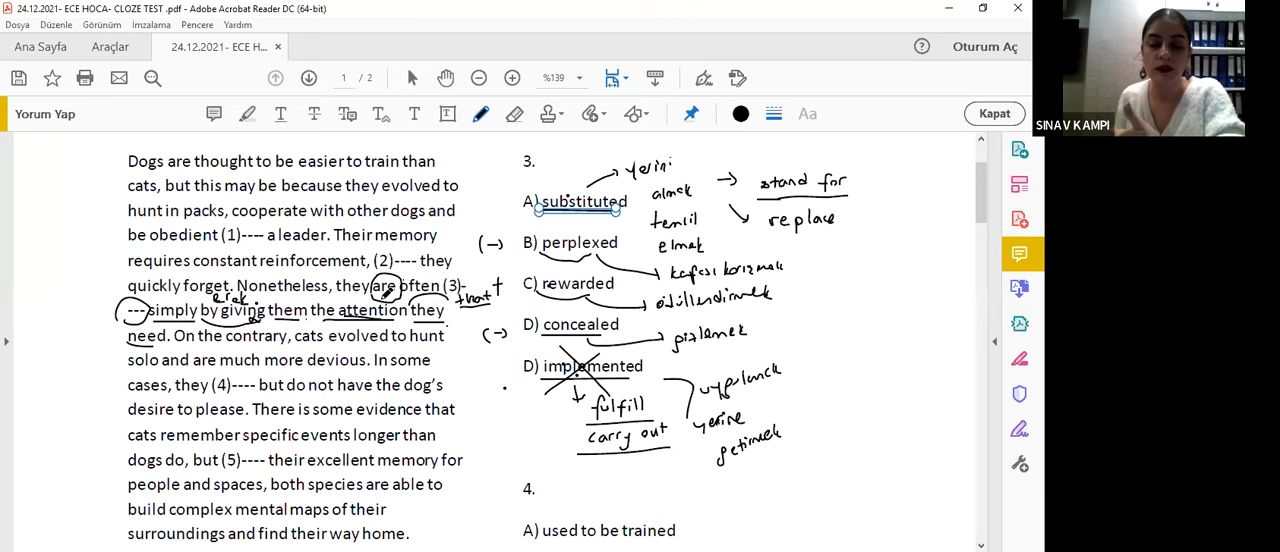 24.12.2021- ECE HOCA- CLOZE TEST .pdf - Adobe Acrobat Reader DC (64-bit)
Dosya Düzenle Görünüm İmzalama Pencere Yardım
Ana Sayfa Araçlar 24.12.2021- ECE H... × Oturum Aç
1 / 2 %139
Yorum Yap Aa Kapat
SINAV KAMPI
Dogs are thought to be easier to train than
cats, but this may be because they evolved to
hunt in packs, cooperate with other dogs and
be obedient (1)---- a leader. Their memory
requires constant reinforcement, (2)---- they
quickly forget. Nonetheless, they are often (3)-
--- simply by giving them the attention they
need. On the contrary, cats evolved to hunt
solo and are much more devious. In some
cases, they (4)---- but do not have the dog's
desire to please. There is some evidence that
cats remember specific events longer than
dogs do, but (5)---- their excellent memory for
people and spaces, both species are able to
build complex mental maps of their
surroundings and find their way home.
erek
that
3.
A) substituted
yerini
almak
temsil
etmek
→ stand for
replace
(-) B) perplexed
kafası karışmak
C) rewarded
ödüllendirmek
(-) D) concealed
gizlemek
D) implemented
fulfill
carry out
uygulamak
yerine
getirmek
4.
A) used to be trained